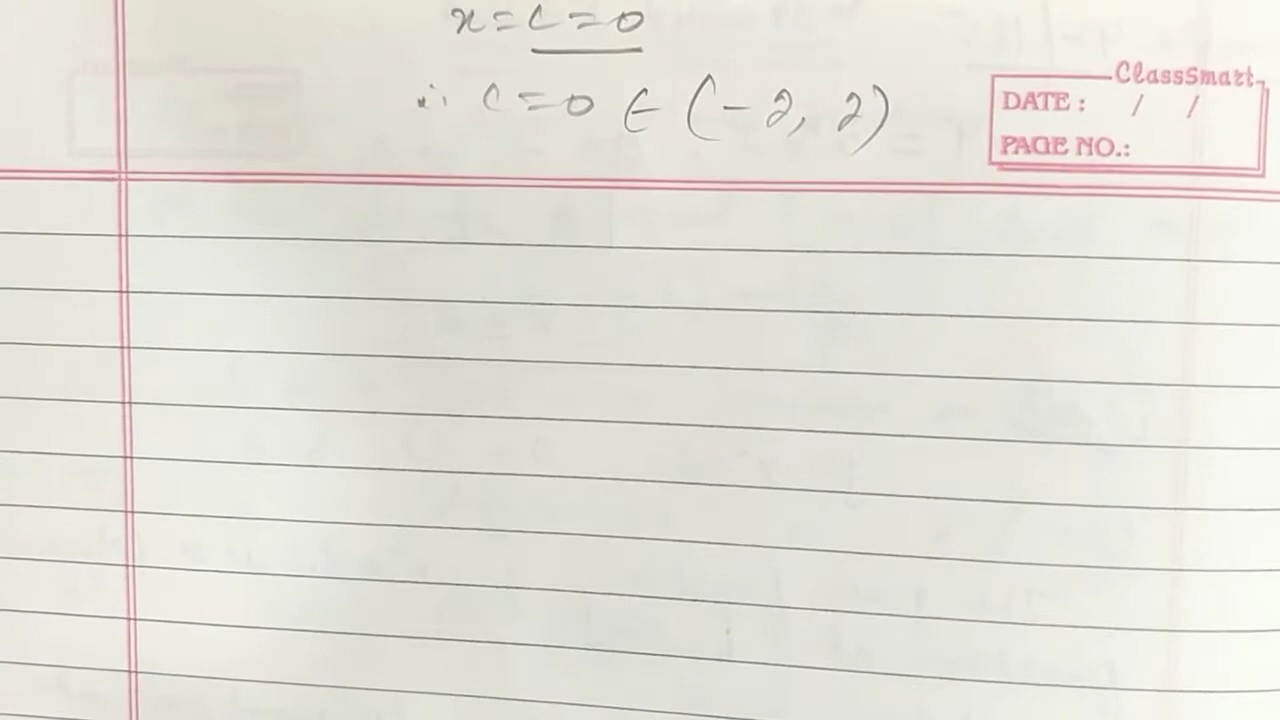 x = c = 0
∴ c = 0 ∈ (-2, 2)
ClassSmart
DATE : / /
PAGE NO.: